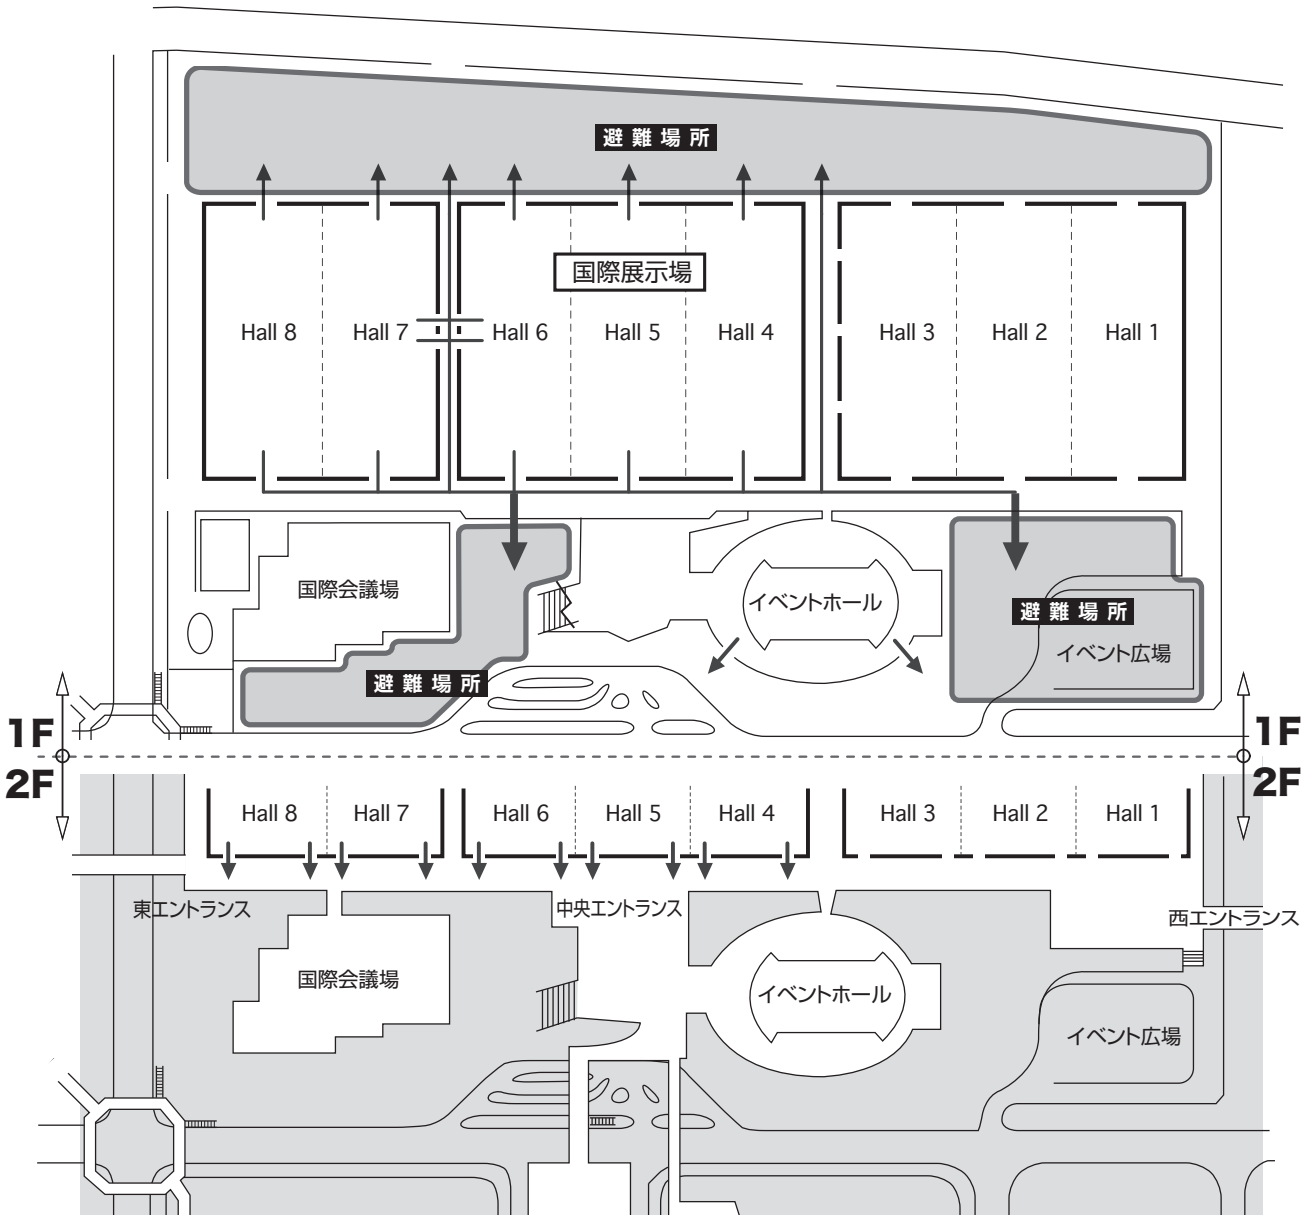 避難場所
国際展示場
Hall 8
Hall 7
Hall 6
Hall 5
Hall 4
Hall 3
Hall 2
Hall 1
国際会議場
イベントホール
避難場所
イベント広場
避難場所
1F
2F
1F
2F
Hall 8
Hall 7
Hall 6
Hall 5
Hall 4
Hall 3
Hall 2
Hall 1
東エントランス
中央エントランス
西エントランス
国際会議場
イベントホール
イベント広場